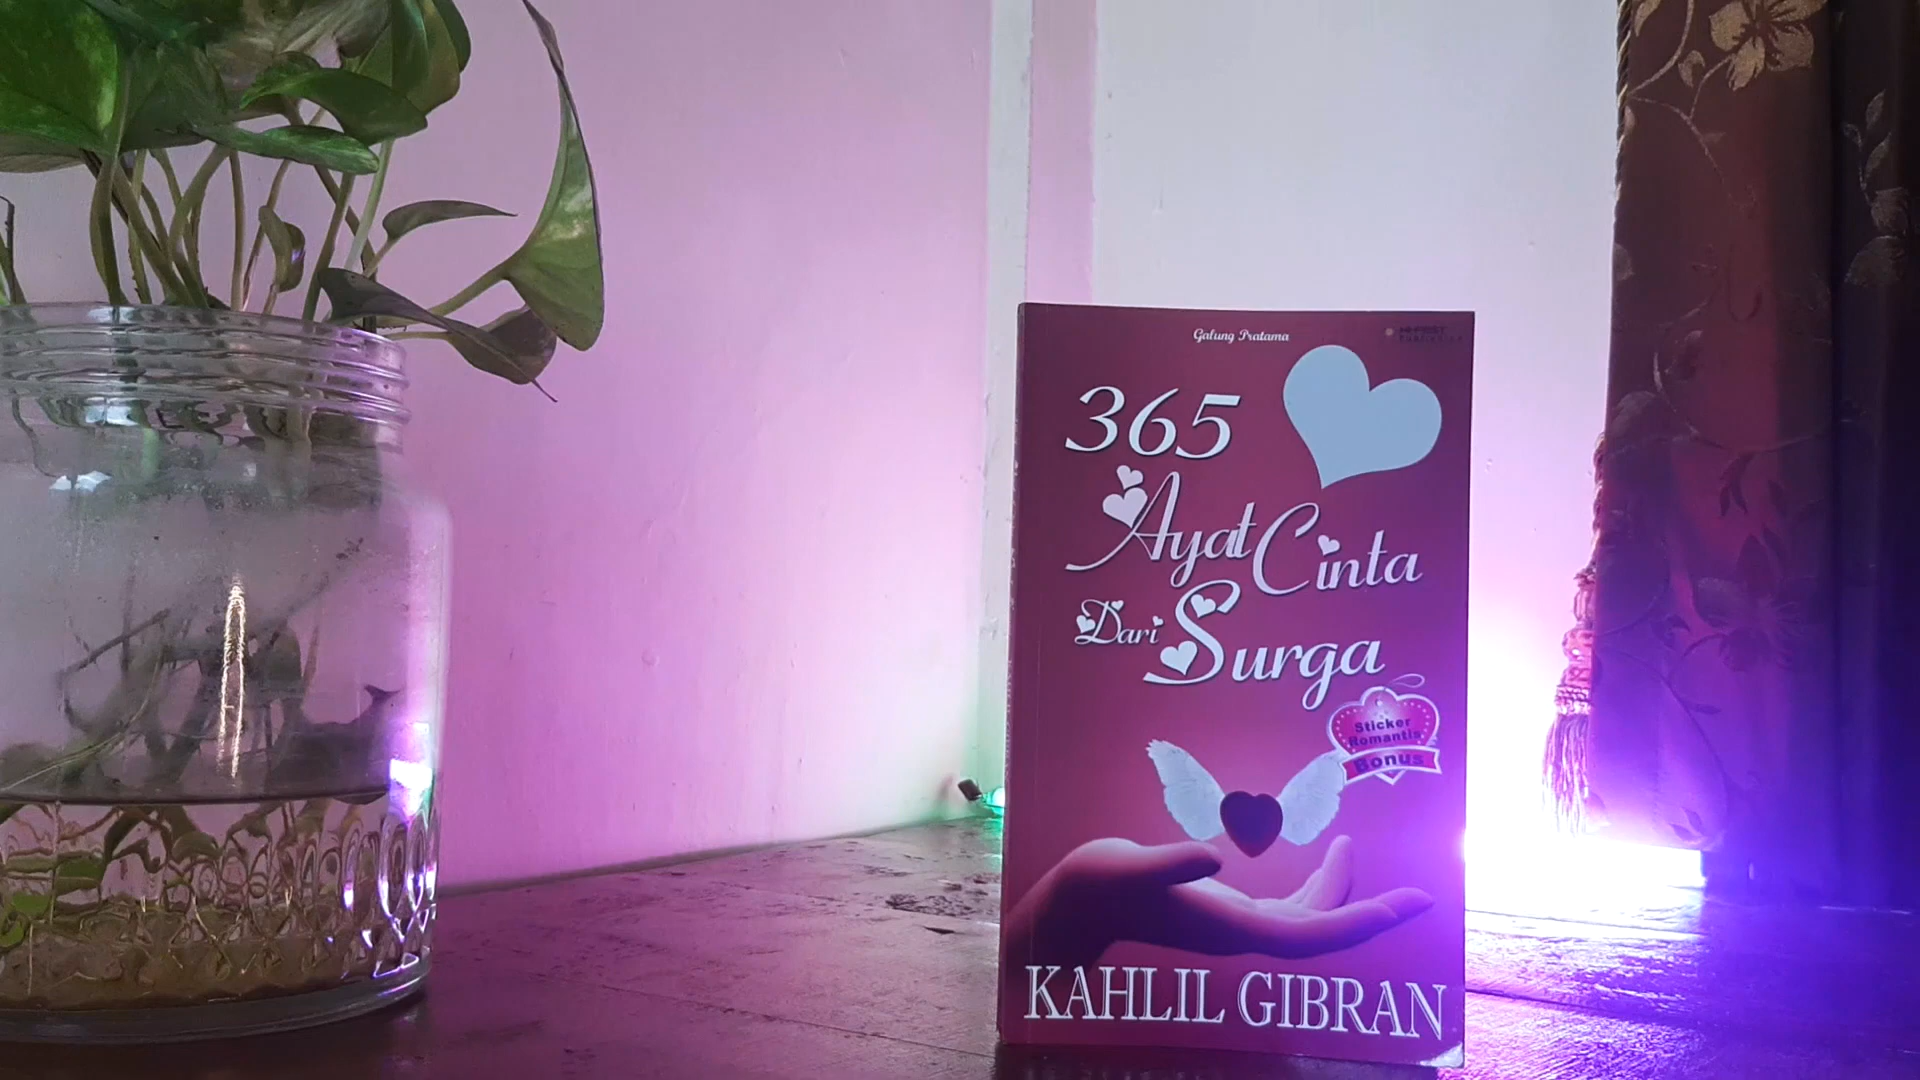 Galung Pratama
365
Ayat Cinta
Dari Surga
Sticker
Romantis
Bonus
KAHLIL GIBRAN